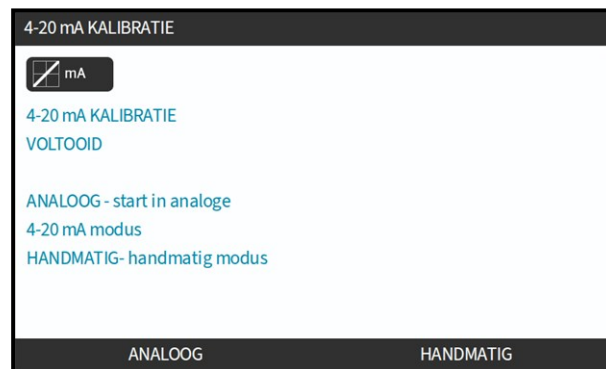 4-20 mA KALIBRATIE
mA
4-20 mA KALIBRATIE
VOLTOOID
ANALOOG - start in analoge
4-20 mA modus
HANDMATIG- handmatig modus
ANALOOG HANDMATIG